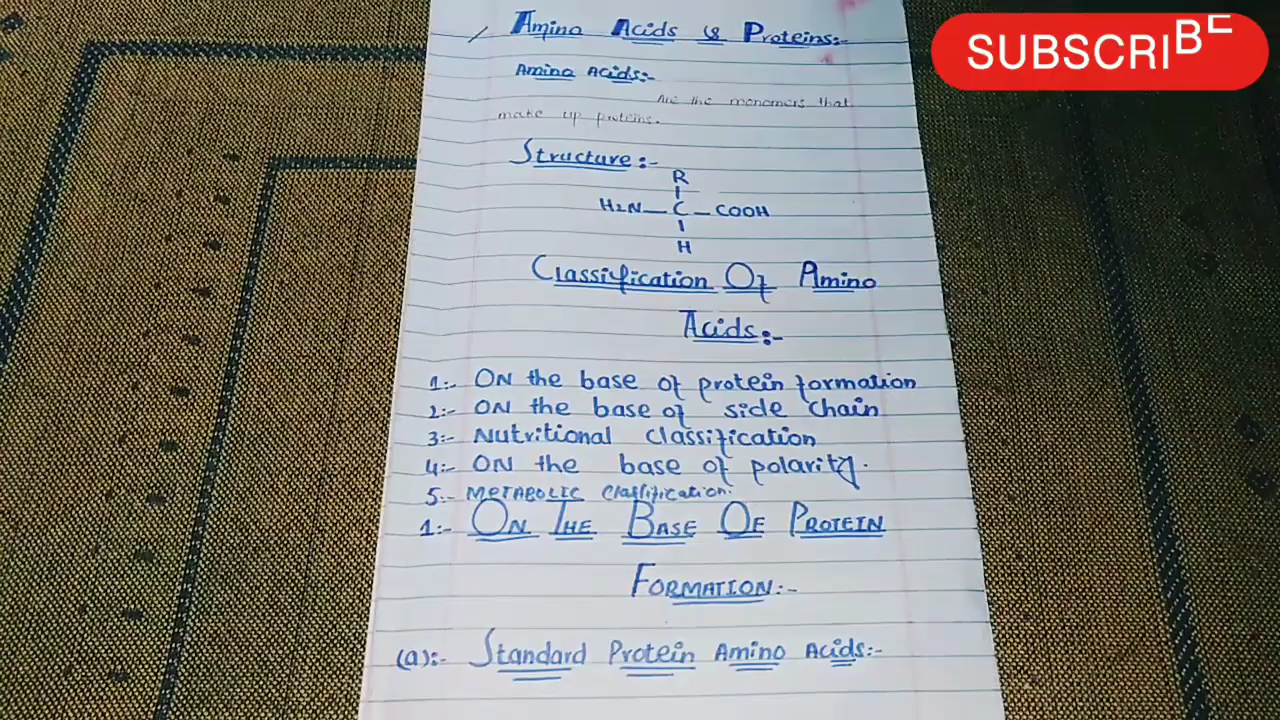 Amino Acids & Proteins:-
SUBSCRIBE
Amino Acids:-
Are the monomers that
make up proteins.
Structure:-
R
H2N—C—COOH
H
Classification Of Amino
Acids:-
1:- ON the base of protein formation
2:- ON the base of side chain
3:- Nutritional classification
4:- ON the base of polarity.
5:- METABOLIC Classification.
1:- ON THE BASE OF PROTEIN
FORMATION:-
(a):- Standard Protein Amino Acids:-